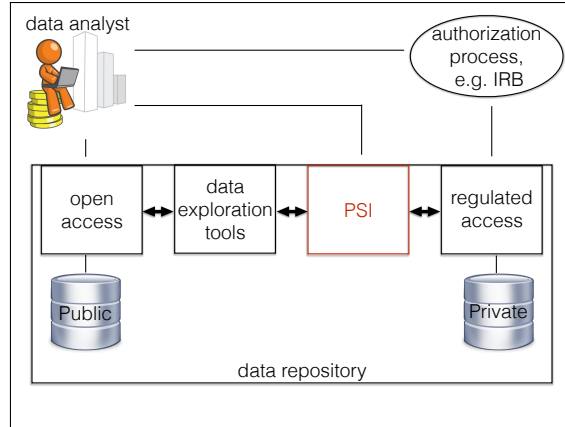 data analyst
authorization
process,
e.g. IRB
open
access
data
exploration
tools
PSI
regulated
access
Public
Private
data repository